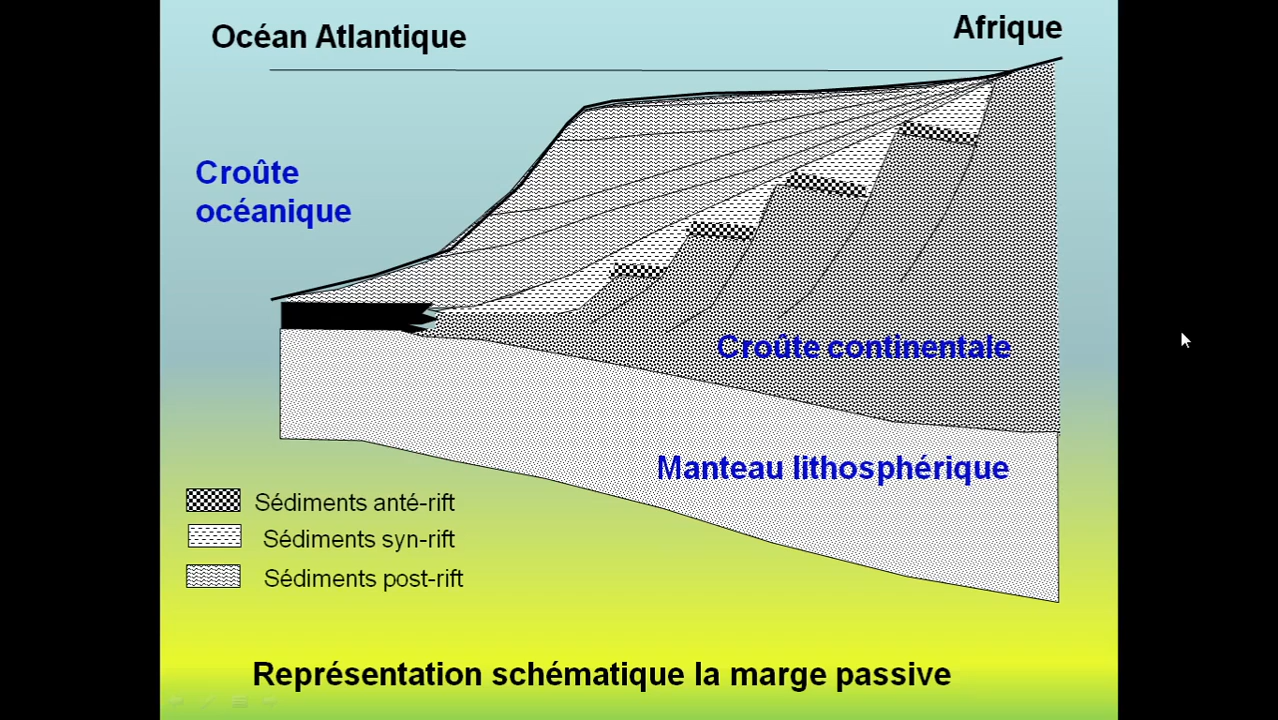 Océan Atlantique
Afrique
Croûte
océanique
Croûte continentale
Manteau lithosphérique
Sédiments anté-rift
Sédiments syn-rift
Sédiments post-rift
Représentation schématique la marge passive